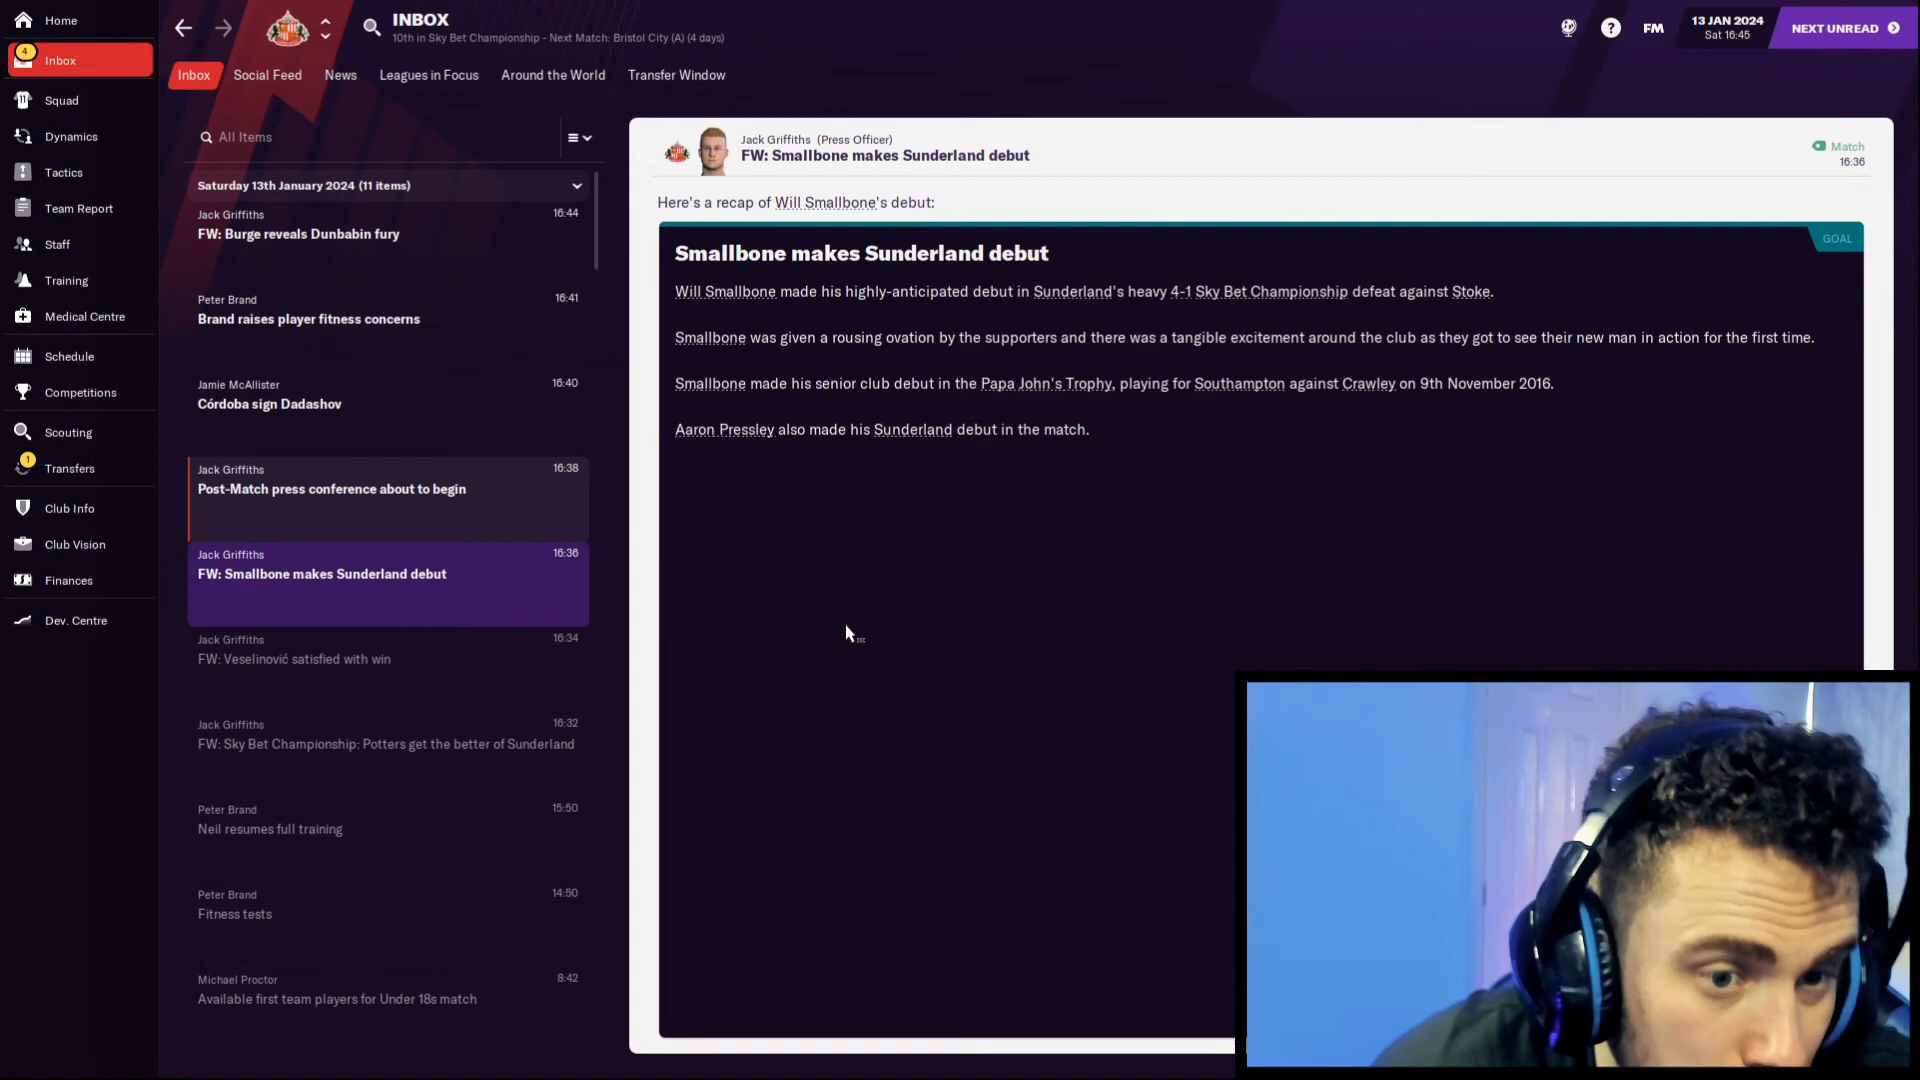 Home
4
Inbox
Squad
Dynamics
Tactics
Team Report
Staff
Training
Medical Centre
Schedule
Competitions
Scouting
1
Transfers
Club Info
Club Vision
Finances
Dev. Centre
INBOX
10th in Sky Bet Championship - Next Match: Bristol City (A) (4 days)
FM
13 JAN 2024
Sat 16:45
NEXT UNREAD
Inbox
Social Feed
News
Leagues in Focus
Around the World
Transfer Window
All Items
Saturday 13th January 2024 (11 items)
Jack Griffiths 16:44
FW: Burge reveals Dunbabin fury
Peter Brand 16:41
Brand raises player fitness concerns
Jamie McAllister 16:40
Córdoba sign Dadashov
Jack Griffiths 16:38
Post-Match press conference about to begin
Jack Griffiths 16:36
FW: Smallbone makes Sunderland debut
Jack Griffiths 16:34
FW: Veselinović satisfied with win
Jack Griffiths 16:32
FW: Sky Bet Championship: Potters get the better of Sunderland
Peter Brand 15:50
Neil resumes full training
Peter Brand 14:50
Fitness tests
Michael Proctor 8:42
Available first team players for Under 18s match
Jack Griffiths (Press Officer)
FW: Smallbone makes Sunderland debut
Match
16:36
Here's a recap of Will Smallbone's debut:
GOAL
Smallbone makes Sunderland debut
Will Smallbone made his highly-anticipated debut in Sunderland's heavy 4-1 Sky Bet Championship defeat against Stoke.
Smallbone was given a rousing ovation by the supporters and there was a tangible excitement around the club as they got to see their new man in action for the first time.
Smallbone made his senior club debut in the Papa John's Trophy, playing for Southampton against Crawley on 9th November 2016.
Aaron Pressley also made his Sunderland debut in the match.